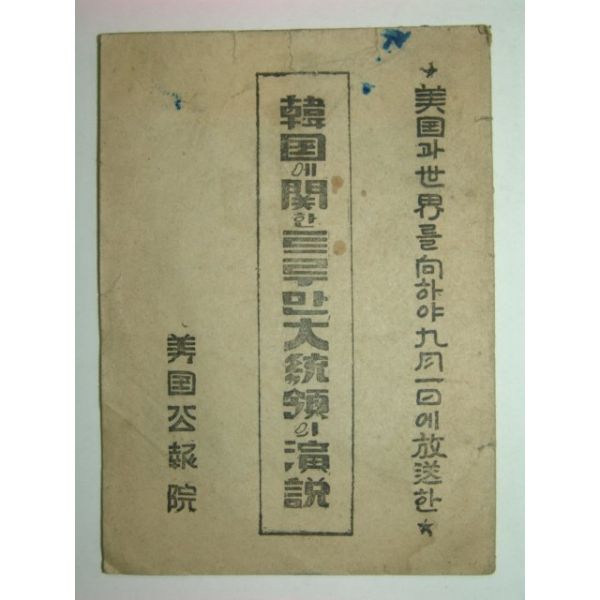 ★美国과世界를向하야九月一日에放送한★
韓国에関한트루만大統領의演説
美国公報院